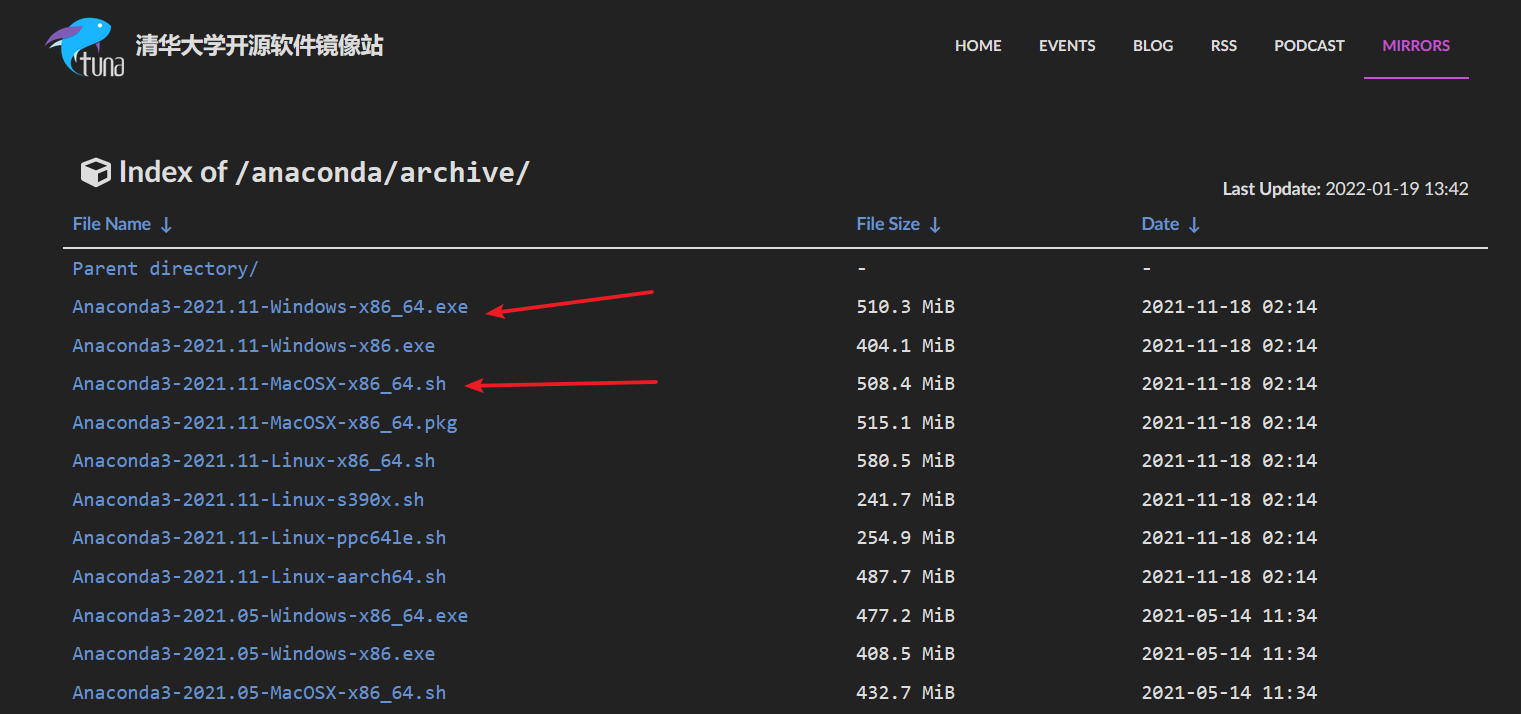 tuna
清华大学开源软件镜像站
HOME EVENTS BLOG RSS PODCAST MIRRORS
Index of /anaconda/archive/
Last Update: 2022-01-19 13:42
File Name ↓ File Size ↓ Date ↓
Parent directory/ - -
Anaconda3-2021.11-Windows-x86_64.exe 510.3 MiB 2021-11-18 02:14
Anaconda3-2021.11-Windows-x86.exe 404.1 MiB 2021-11-18 02:14
Anaconda3-2021.11-MacOSX-x86_64.sh 508.4 MiB 2021-11-18 02:14
Anaconda3-2021.11-MacOSX-x86_64.pkg 515.1 MiB 2021-11-18 02:14
Anaconda3-2021.11-Linux-x86_64.sh 580.5 MiB 2021-11-18 02:14
Anaconda3-2021.11-Linux-s390x.sh 241.7 MiB 2021-11-18 02:14
Anaconda3-2021.11-Linux-ppc64le.sh 254.9 MiB 2021-11-18 02:14
Anaconda3-2021.11-Linux-aarch64.sh 487.7 MiB 2021-11-18 02:14
Anaconda3-2021.05-Windows-x86_64.exe 477.2 MiB 2021-05-14 11:34
Anaconda3-2021.05-Windows-x86.exe 408.5 MiB 2021-05-14 11:34
Anaconda3-2021.05-MacOSX-x86_64.sh 432.7 MiB 2021-05-14 11:34